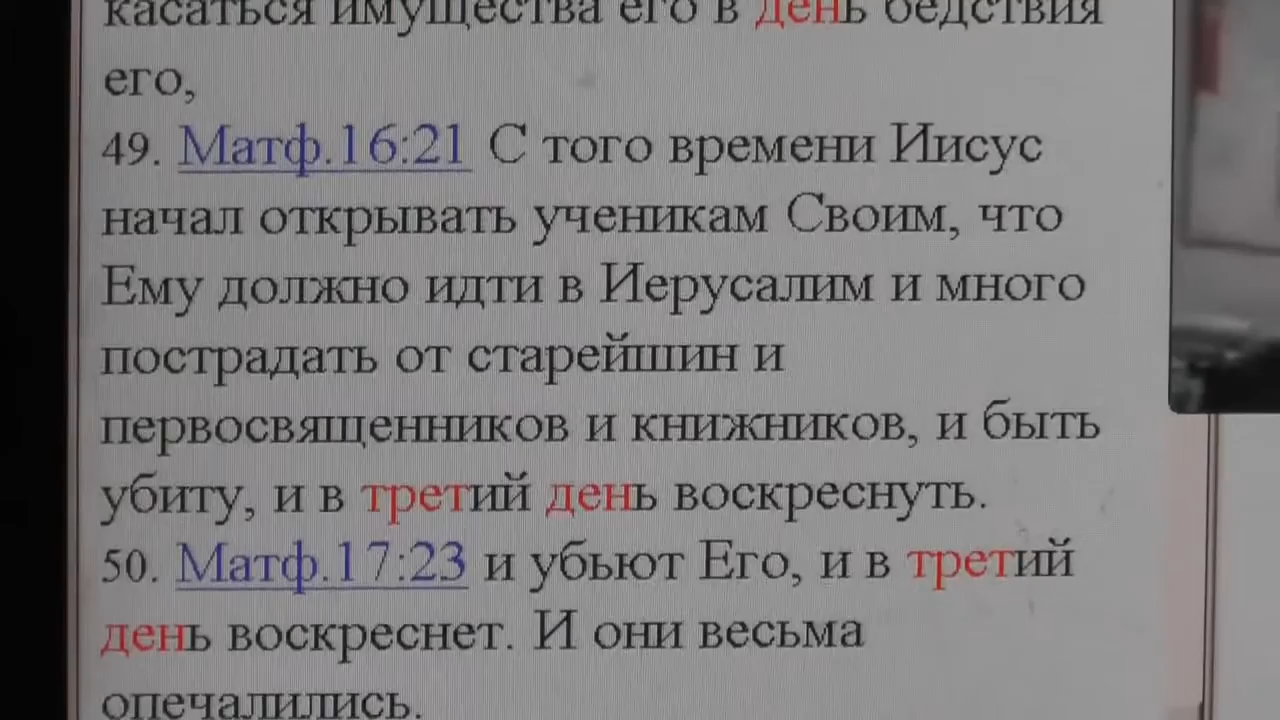 касаться имущества его в день бедствия
его,
49. Матф.16:21 С того времени Иисус
начал открывать ученикам Своим, что
Ему должно идти в Иерусалим и много
пострадать от старейшин и
первосвященников и книжников, и быть
убиту, и в третий день воскреснуть.
50. Матф.17:23 и убьют Его, и в третий
день воскреснет. И они весьма
опечалились.